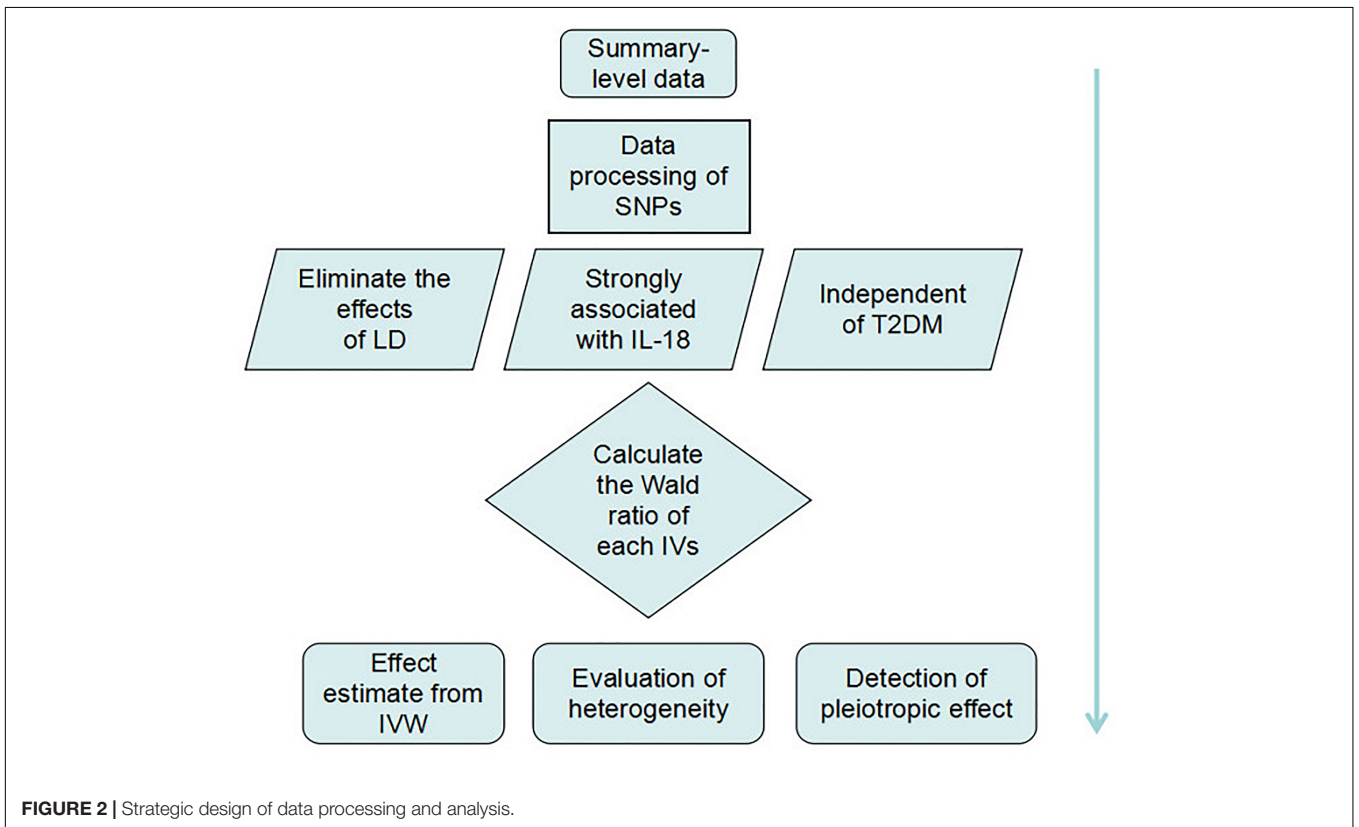 Summary-
level data
Data
processing of
SNPs
Eliminate the
effects
of LD
Strongly
associated
with IL-18
Independent
of T2DM
Calculate
the Wald
ratio of
each IVs
Effect
estimate from
IVW
Evaluation of
heterogeneity
Detection of
pleiotropic effect
FIGURE 2 | Strategic design of data processing and analysis.